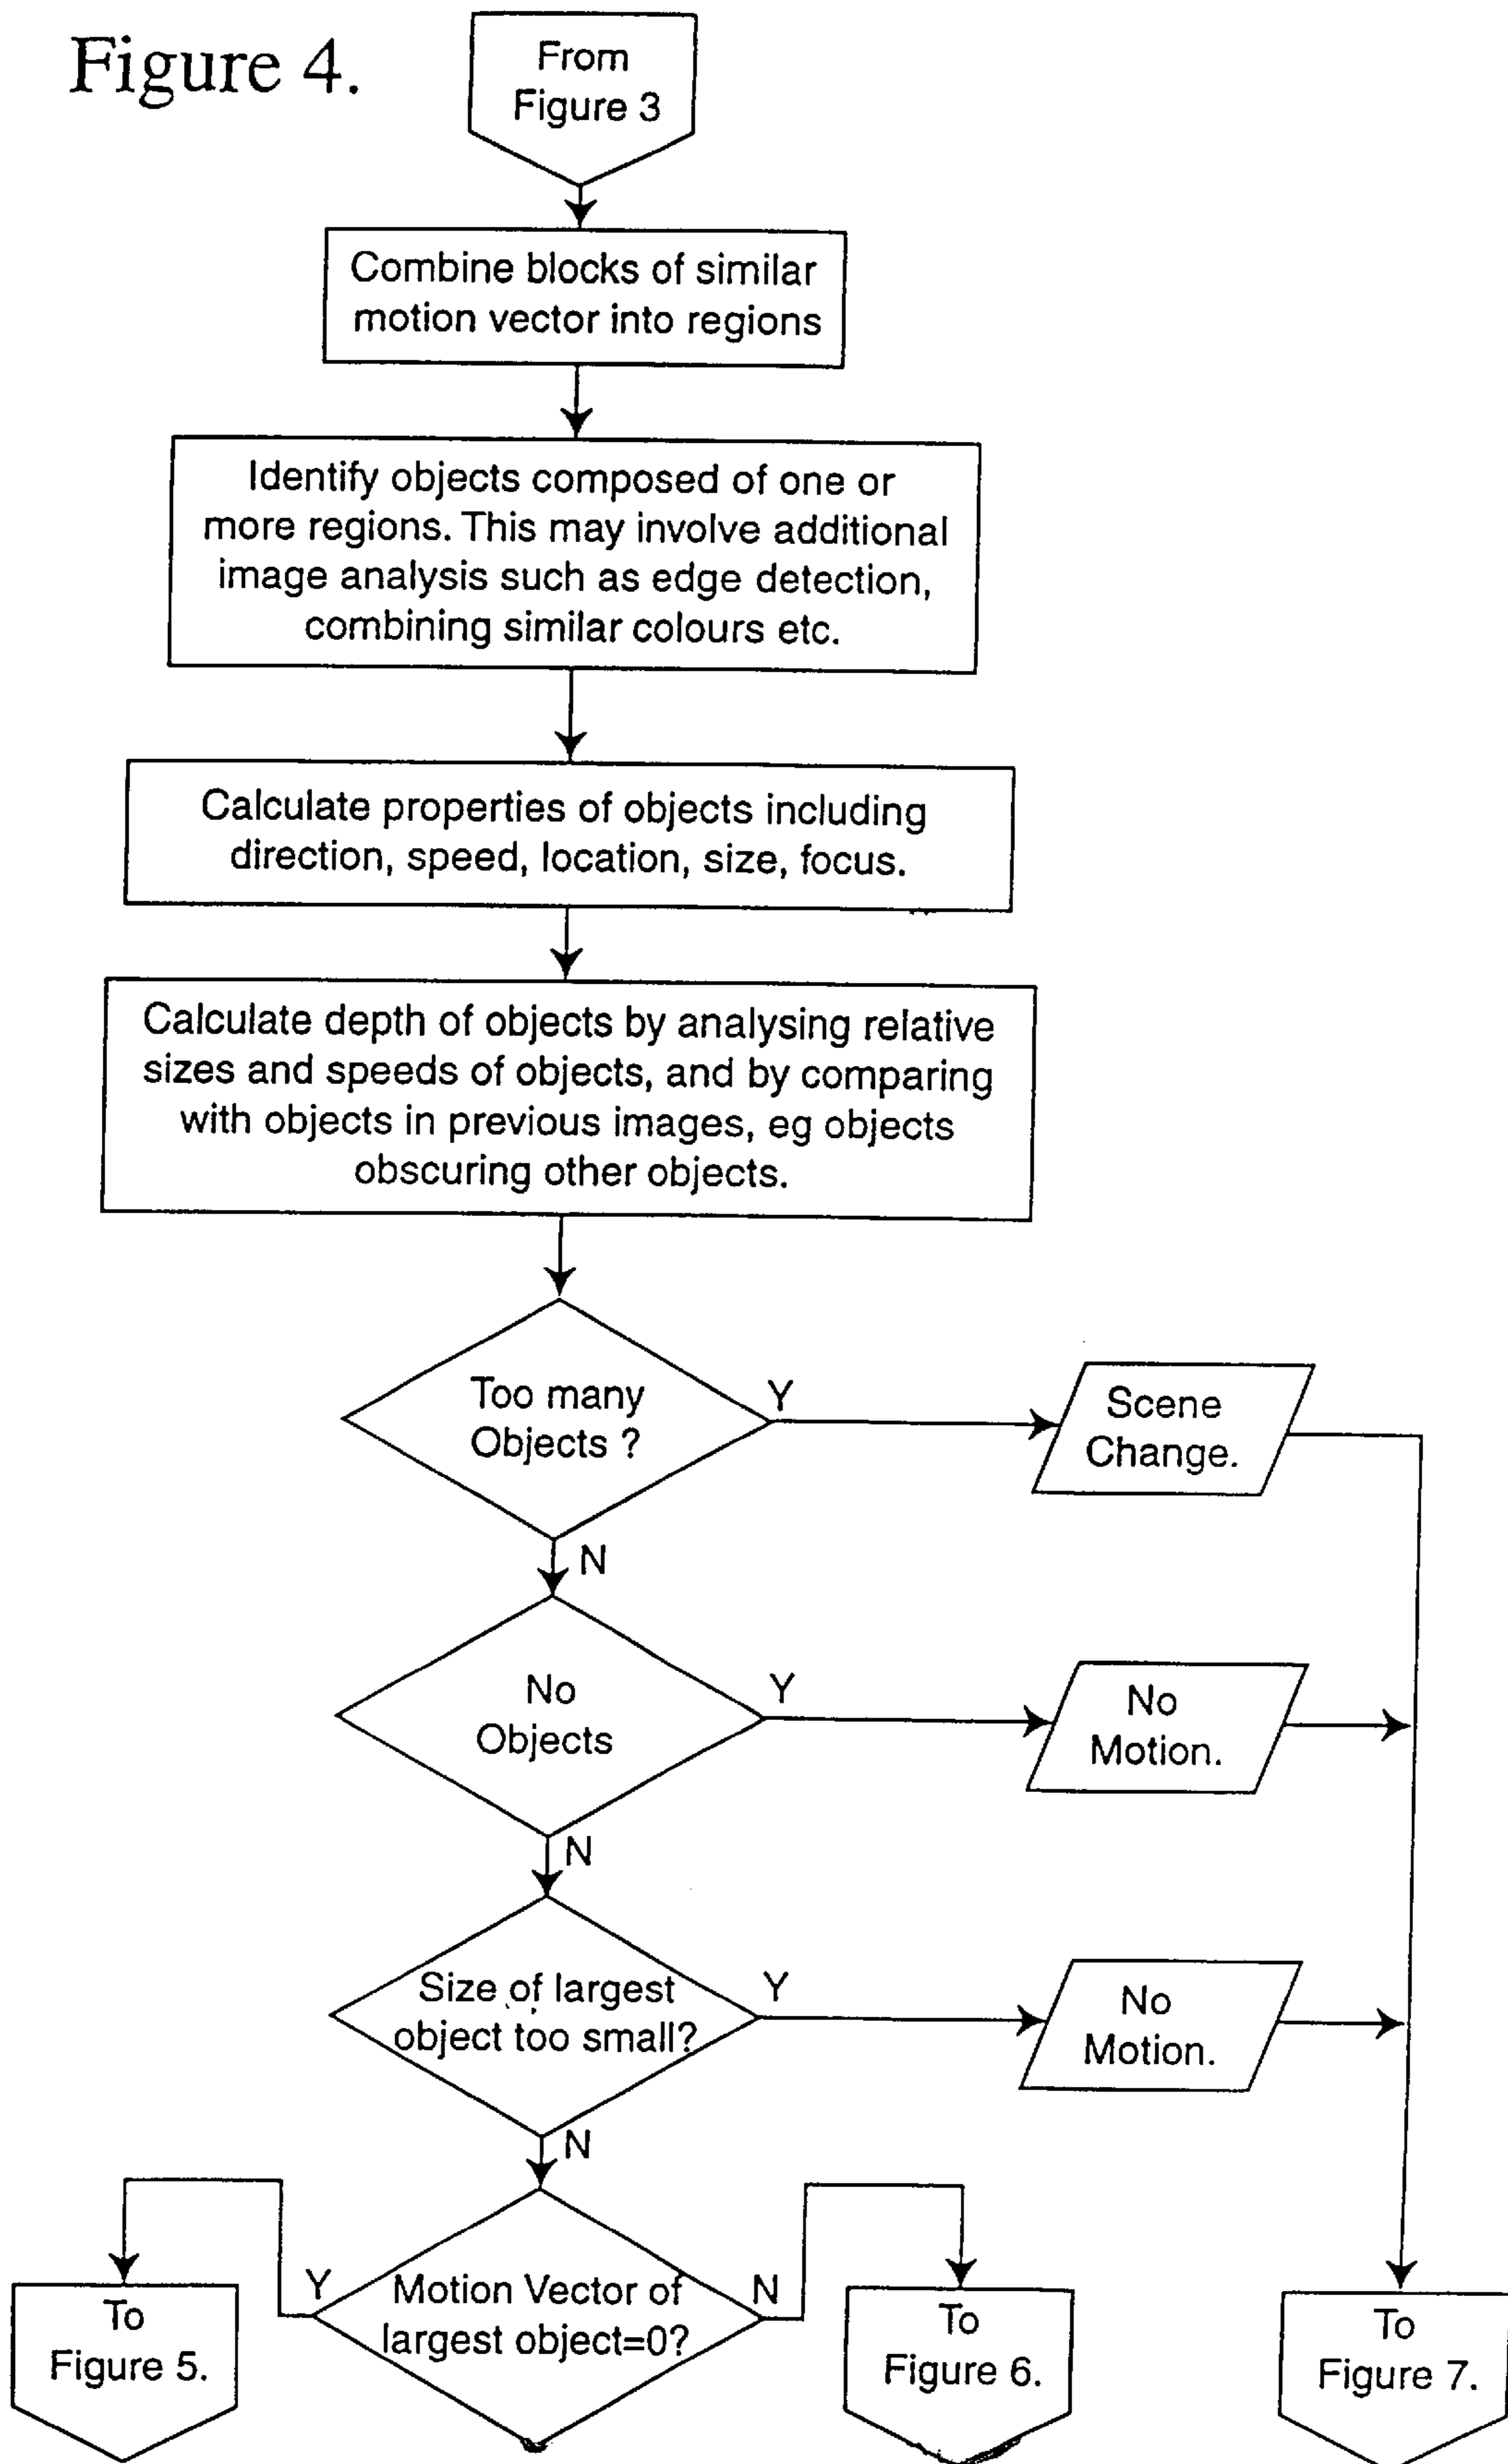 Figure 4.
From
Figure 3
Combine blocks of similar
motion vector into regions
Identify objects composed of one or
more regions. This may involve additional
image analysis such as edge detection,
combining similar colours etc.
Calculate properties of objects including
direction, speed, location, size, focus.
Calculate depth of objects by analysing relative
sizes and speeds of objects, and by comparing
with objects in previous images, eg objects
obscuring other objects.
Too many
Objects ?
Y
Scene
Change.
N
No
Objects
Y
No
Motion.
N
Size of largest
object too small?
Y
No
Motion.
N
Motion Vector of
largest object=0?
Y
N
To
Figure 5.
To
Figure 6.
To
Figure 7.